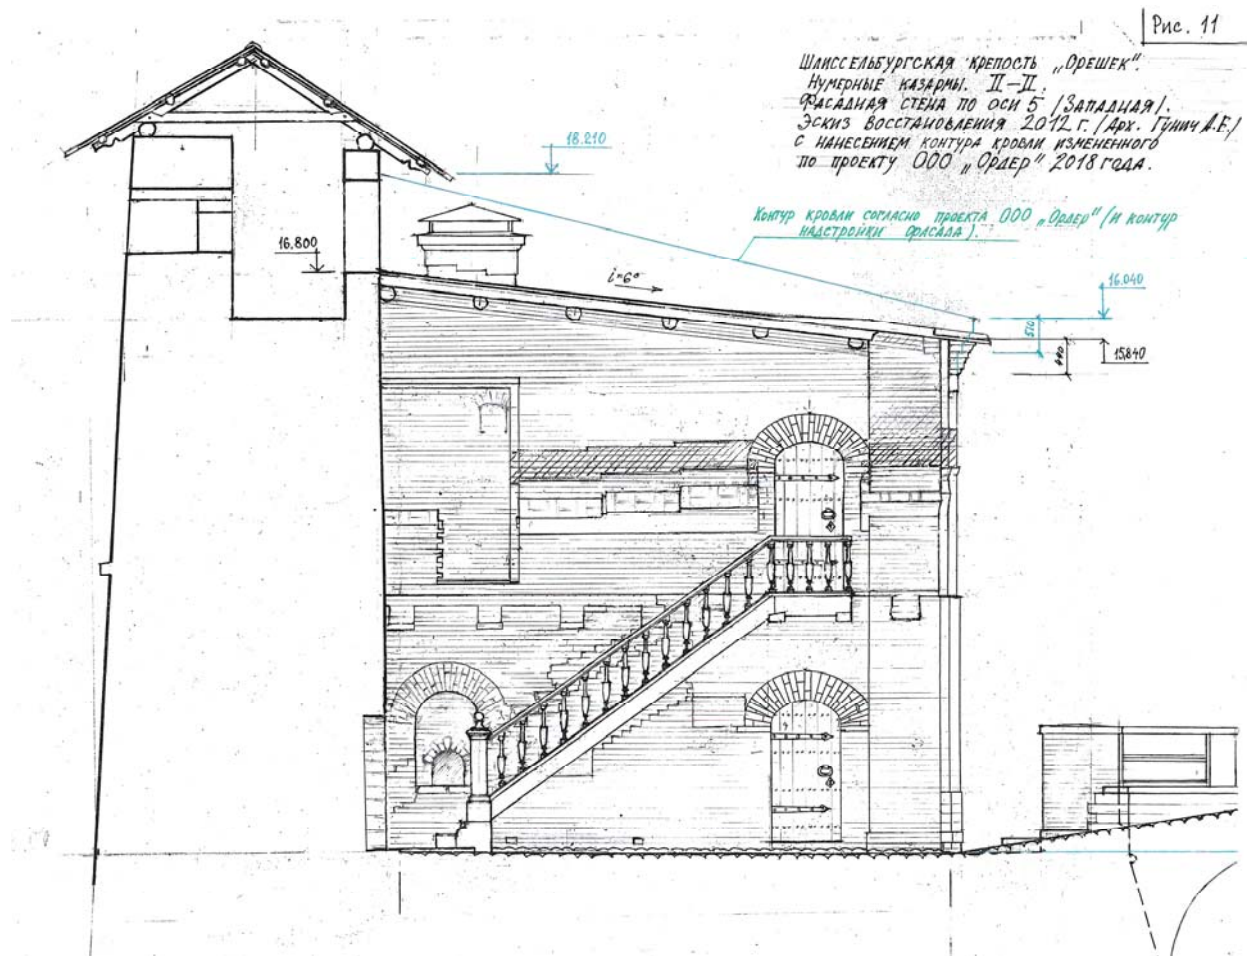 Рис. 11
Шлиссельбургская крепость „Орешек".
Нумерные казармы. II–II.
Фасадная стена по оси 5 /Западная/.
Эскиз восстановления 2012 г. /Арх. Гунич А.Е./
с нанесением контура кровли измененного
по проекту ООО „Ордер" 2018 года.
18.210
Контур кровли согласно проекта ООО „Ордер" (и контур
надстройки фасада).
16.800
i=6°
16.040
510
440
15.840